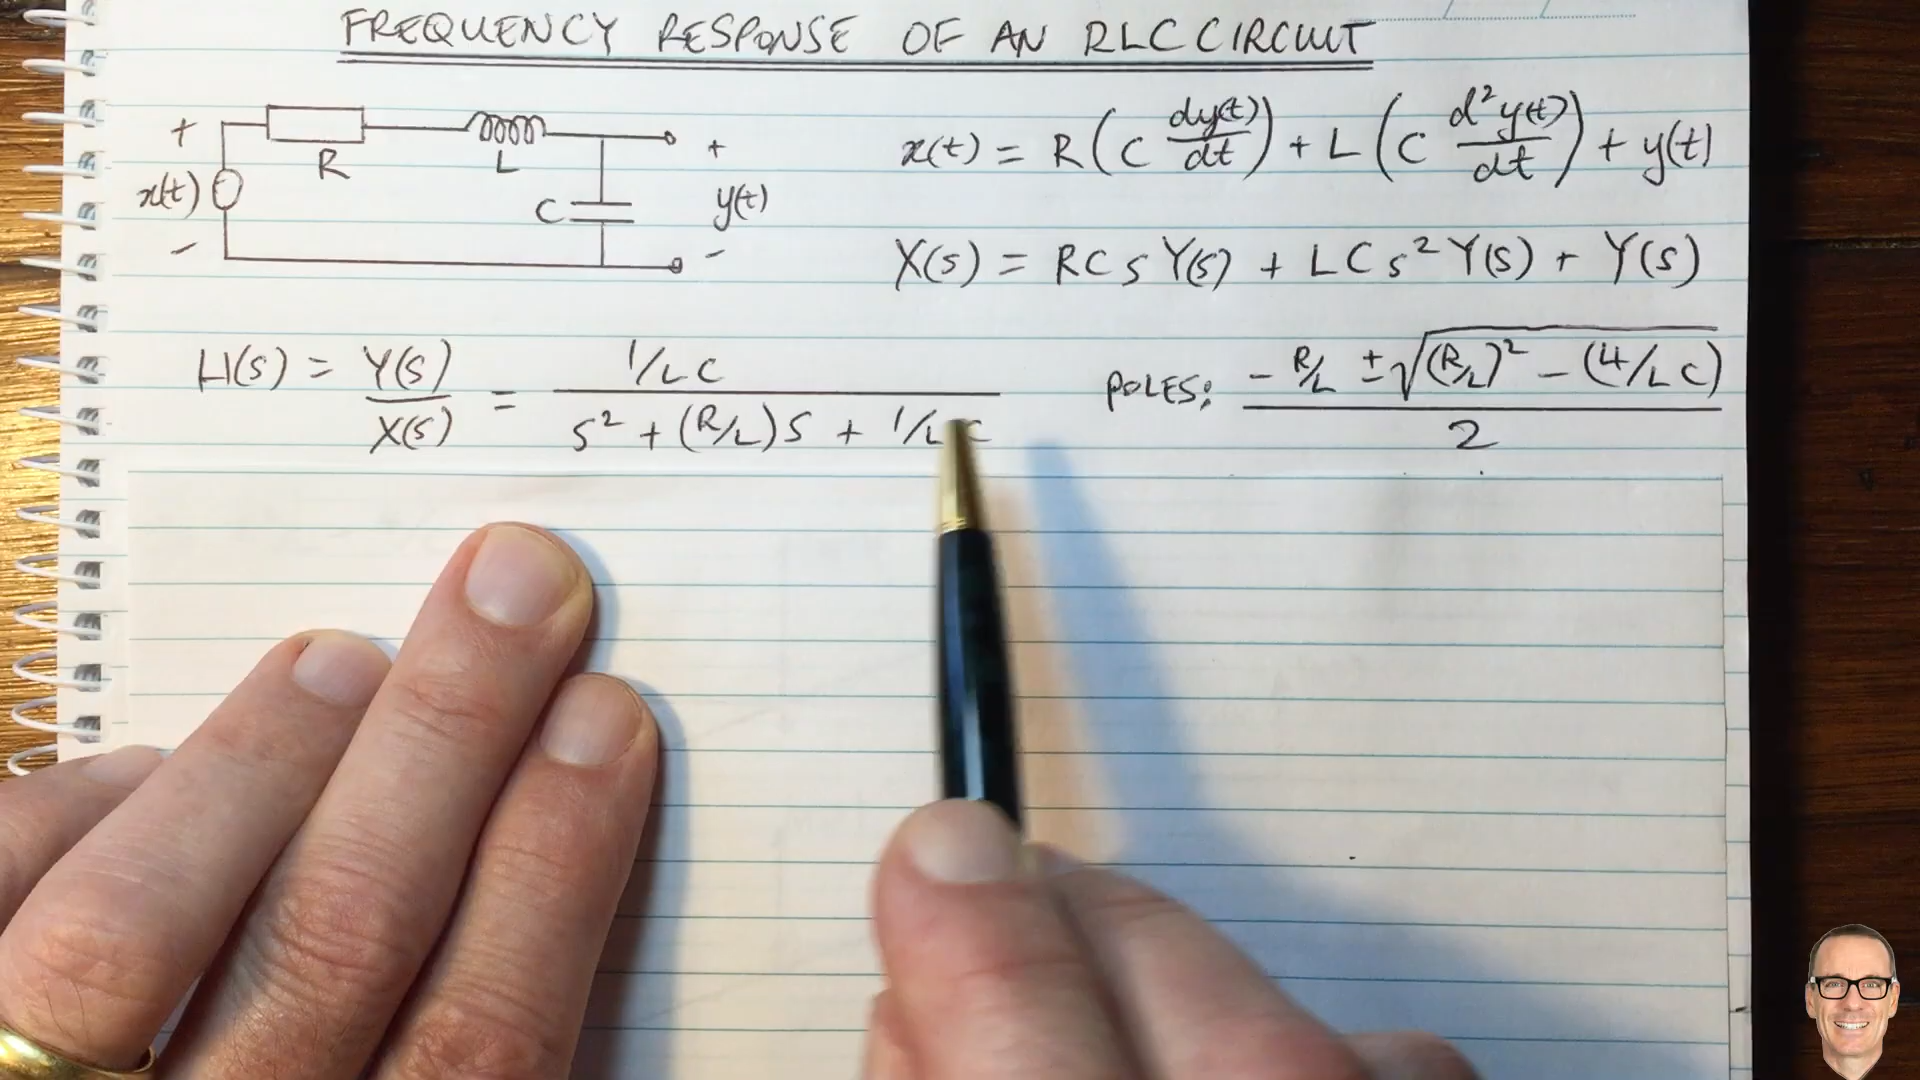 FREQUENCY RESPONSE OF AN RLC CIRCUIT
+ R L +
x(t) C y(t)
- -
x(t) = R(C dy(t)/dt) + L(C d²y(t)/dt) + y(t)
X(s) = RCsY(s) + LCs²Y(s) + Y(s)
H(s) = Y(s)/X(s) = 1/LC / s² + (R/L)s + 1/LC
POLES: -R/L ± √(R/L)² - (4/LC) / 2